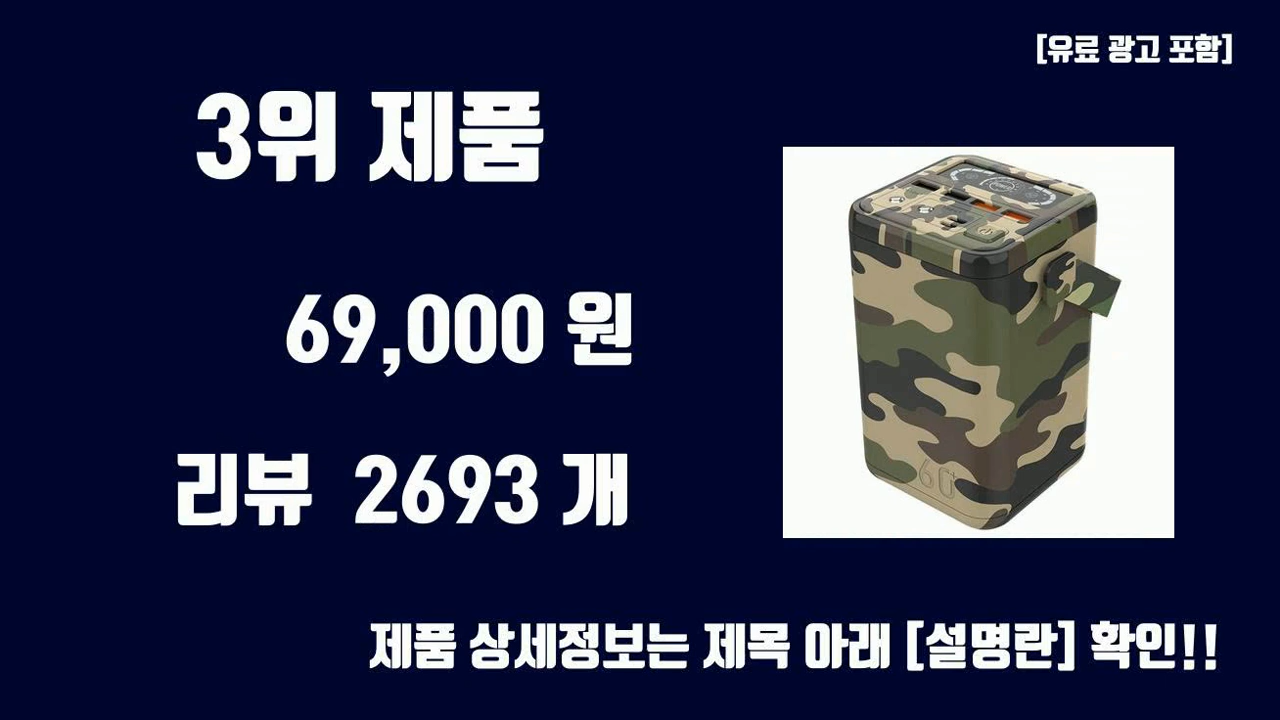 [유료 광고 포함]
3위 제품
69,000 원
리뷰 2693 개
60
제품 상세정보는 제목 아래 [설명란] 확인!!